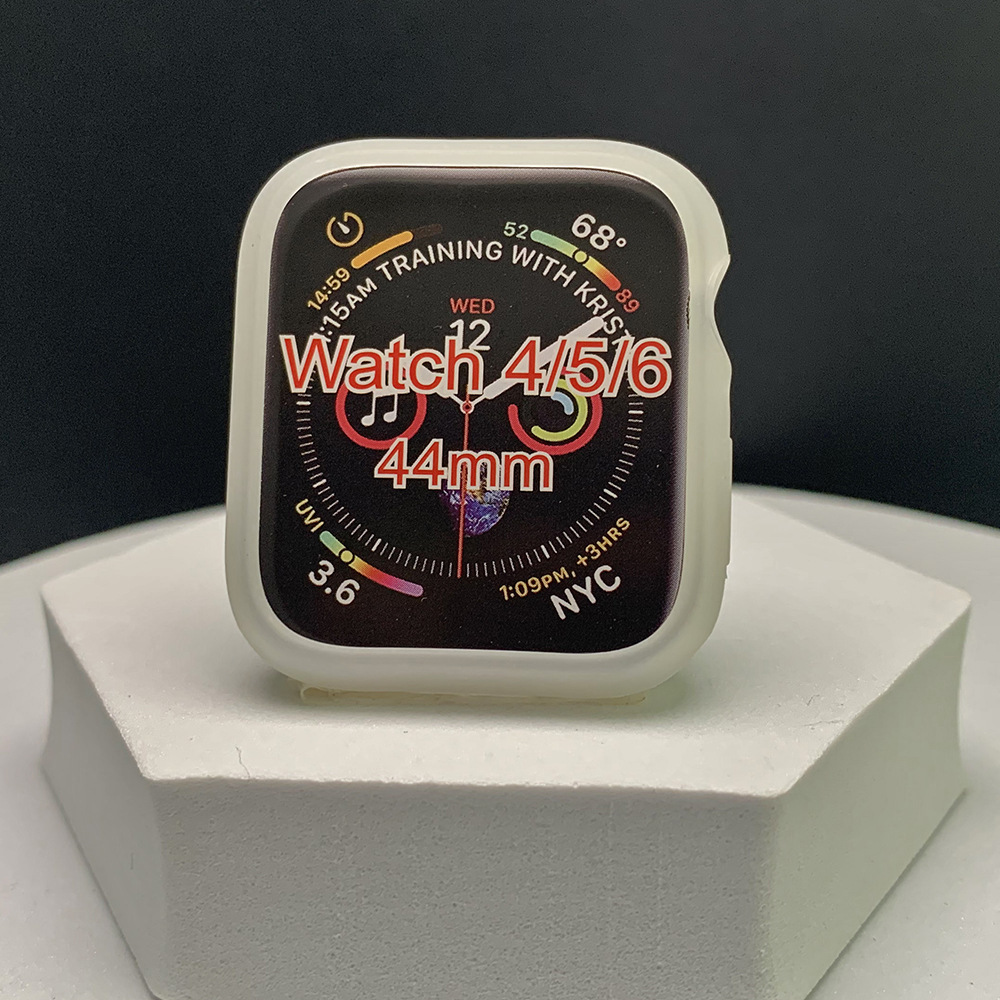 68°
52
89
14:59
:15AM TRAINING WITH KRIST
WED
12
Watch 4/5/6
44mm
UVI
3.6
1:09PM, +3HRS
NYC